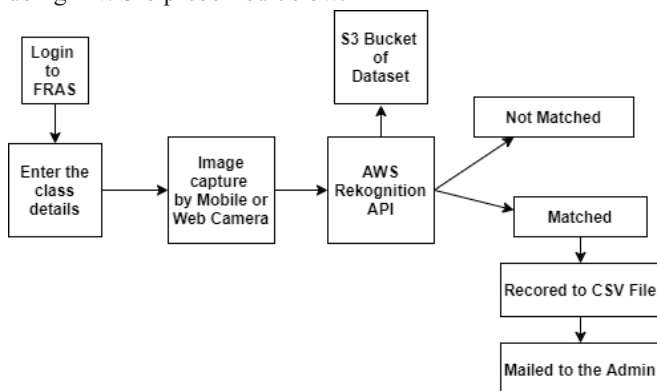 Login
to
FRAS
S3 Bucket
of
Dataset
Not Matched
Enter the
class
details
Image
capture
by Mobile or
Web Camera
AWS
Rekognition
API
Matched
Recored to CSV File
Mailed to the Admin